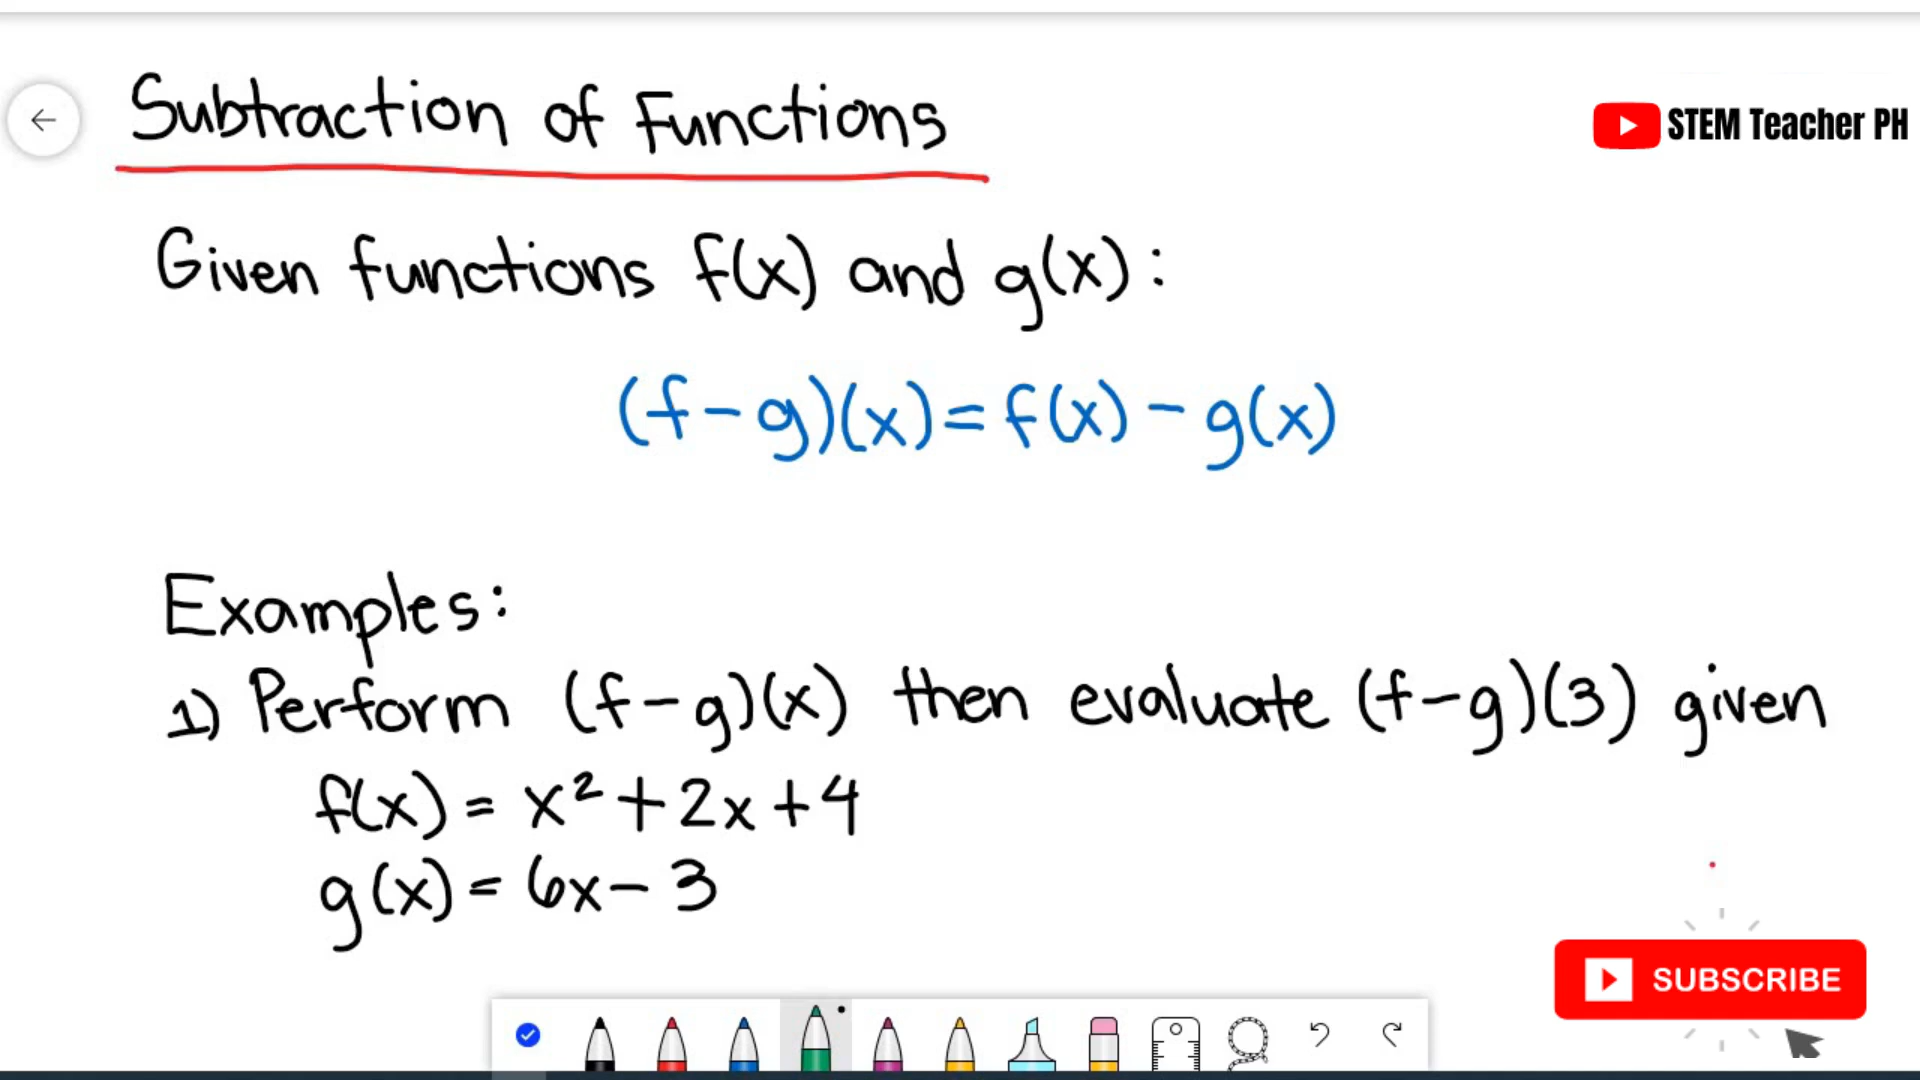 Subtraction of Functions
STEM Teacher PH
Given functions f(x) and g(x):
(f-g)(x)=f(x)-g(x)
Examples:
1) Perform (f-g)(x) then evaluate (f-g)(3) given
f(x) = x²+2x+4
g(x) = 6x-3
SUBSCRIBE